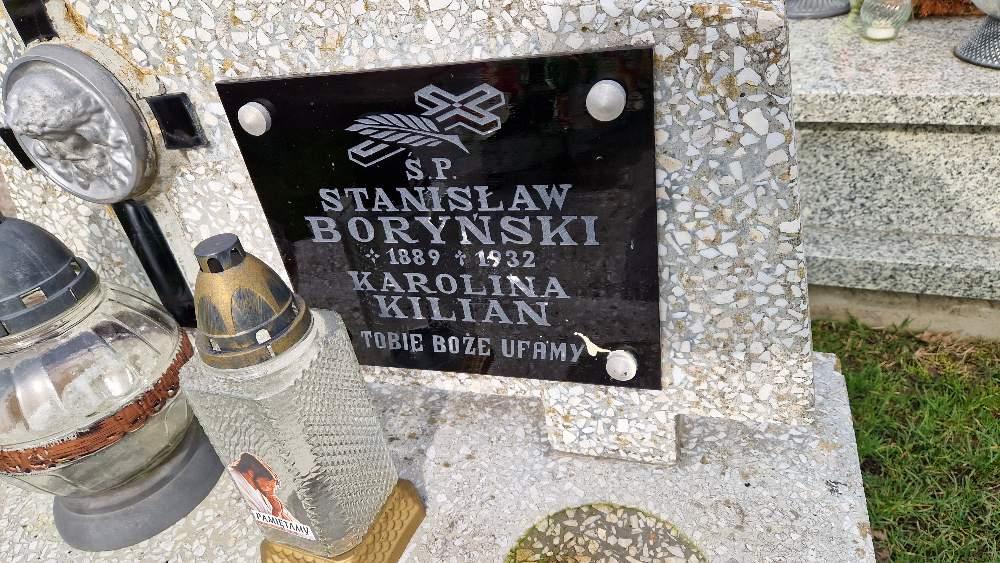 Ś.P.
STANISŁAW
BORYŃSKI
1889 † 1932
KAROLINA
KILIAN
TOBIE BOŻE UFAMY
PAMIĘTAMY